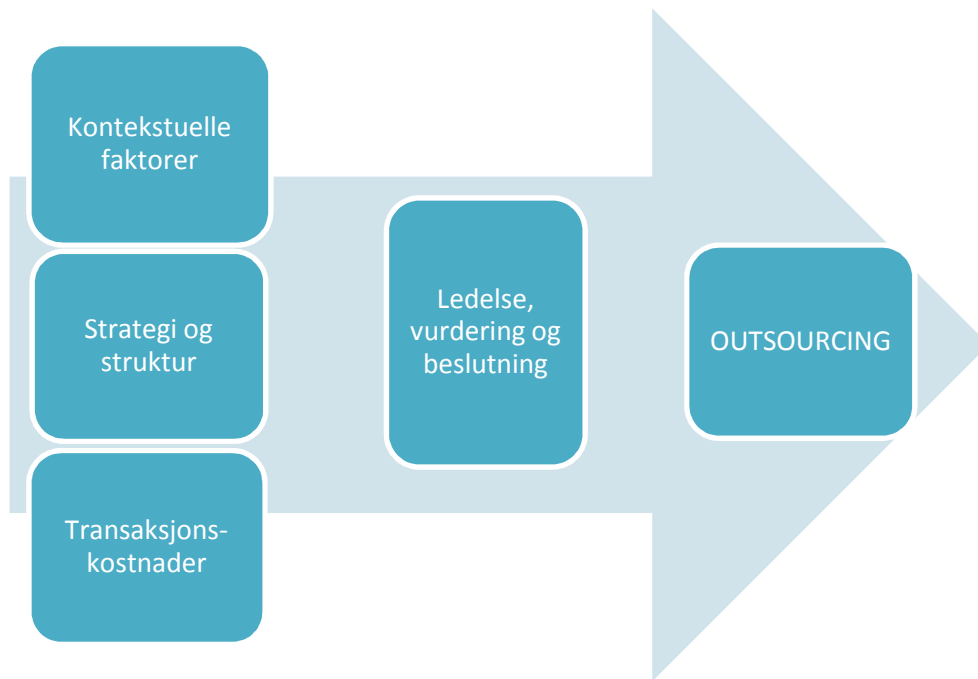 Kontekstuelle
faktorer
Strategi og
struktur
Transaksjons-
kostnader
Ledelse,
vurdering og
beslutning
OUTSOURCING